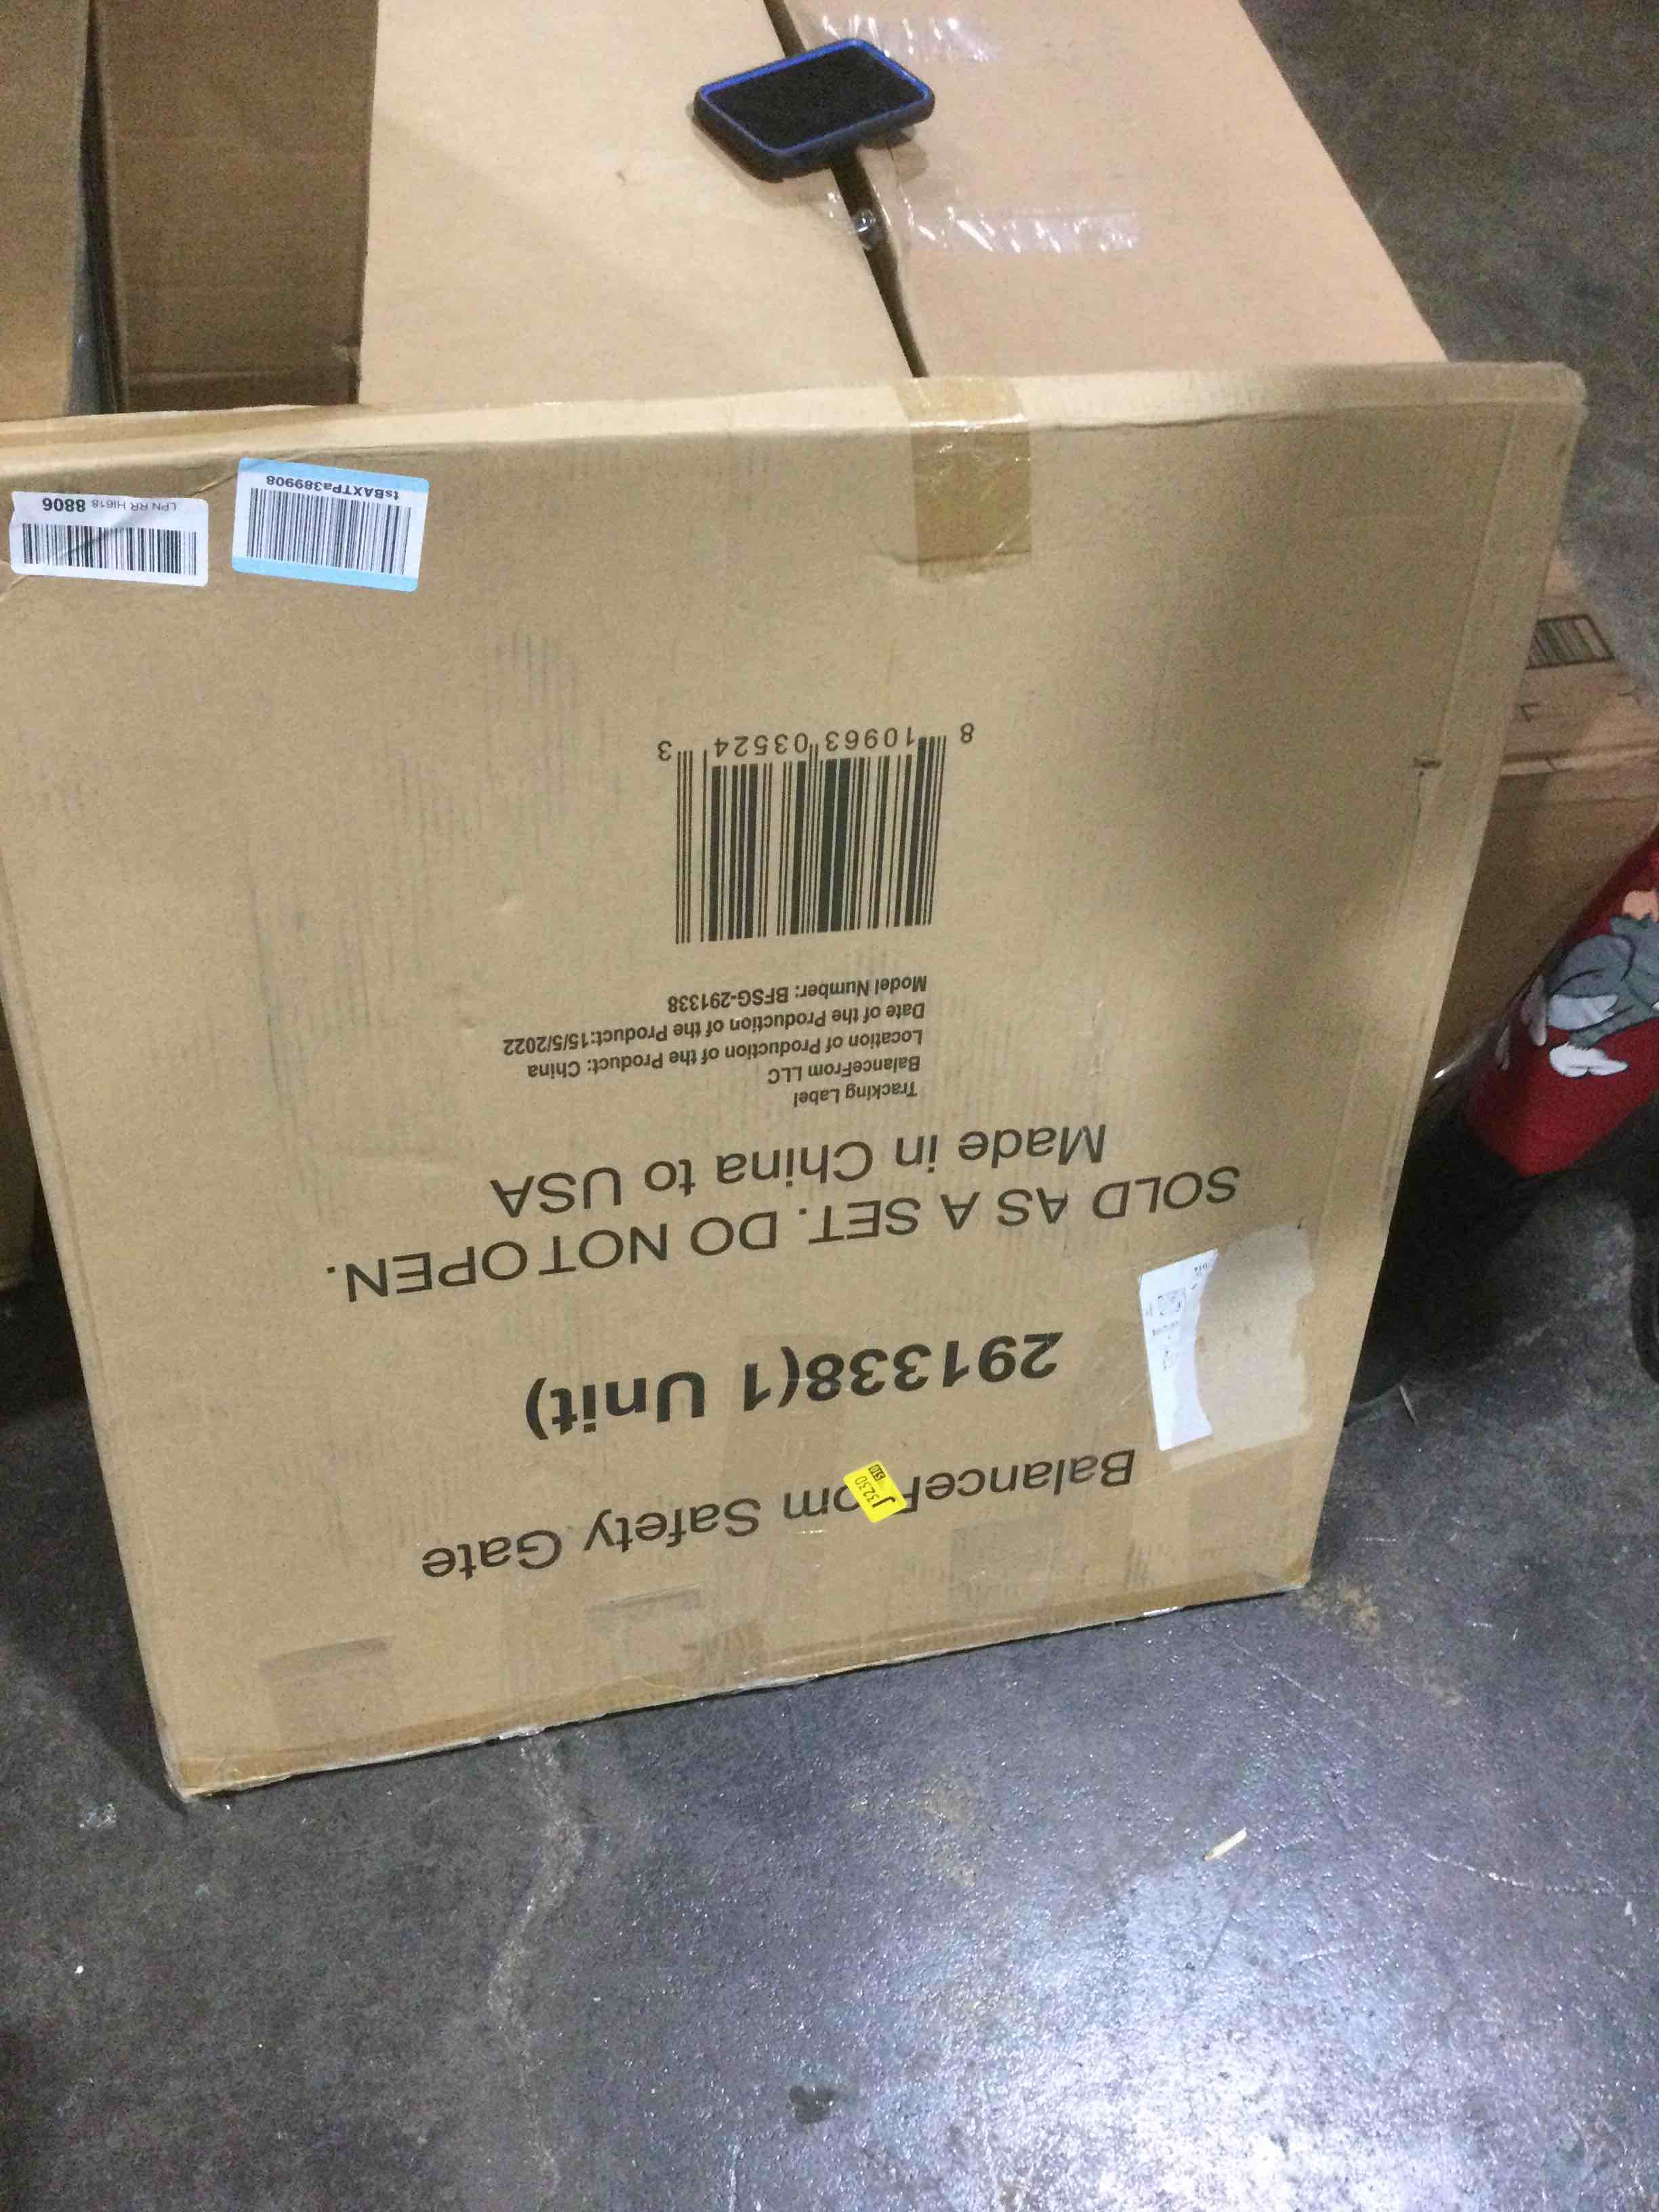 BalanceFrom Safety Gate
291338(1 Unit)
SOLD AS A SET. DO NOT OPEN.
Made in China to USA
Tracking Label
BalanceFrom LLC
Location of Production of the Product: China
Date of the Production of the Product:15/5/2022
Model Number: BFSG-291338
8 10963 03524 3
tsBAXTPa389908
LPN RR HI618 8806
J3230